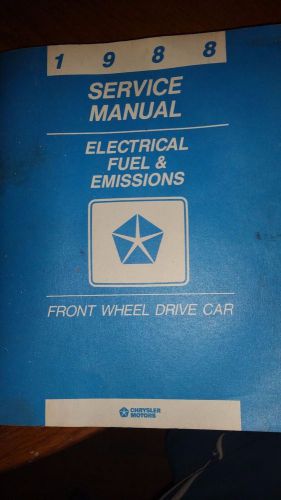 1 9 8 8
SERVICE
MANUAL
ELECTRICAL
FUEL &
EMISSIONS
FRONT WHEEL DRIVE CAR
CHRYSLER
MOTORS